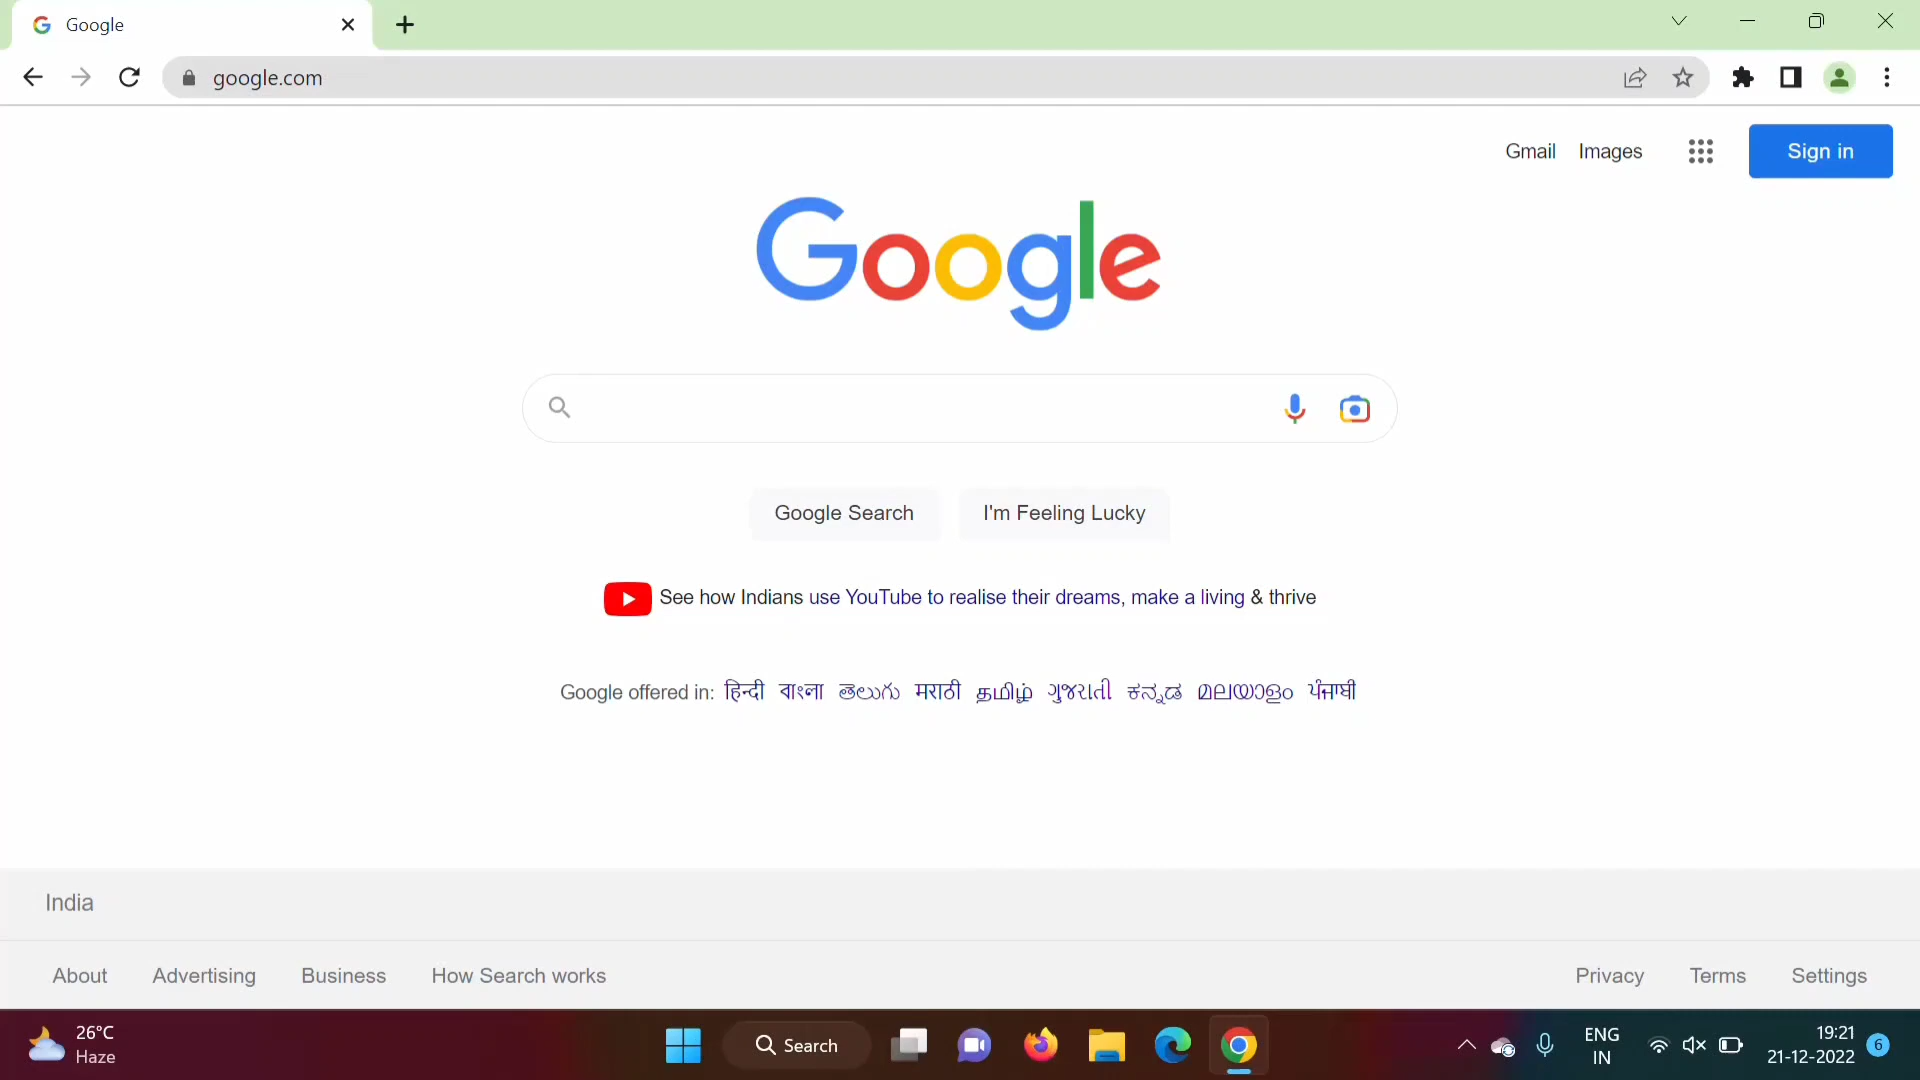 Google
google.com
Gmail Images Sign in
Google
Google Search I'm Feeling Lucky
See how Indians use YouTube to realise their dreams, make a living & thrive
Google offered in: हिन्दी বাংলা తెలుగు मराठी தமிழ் ગુજરાતી ಕನ್ನಡ മലയാളം ਪੰਜਾਬੀ
India
About Advertising Business How Search works Privacy Terms Settings
26°C
Haze
Search
ENG
IN
19:21
21-12-2022
6